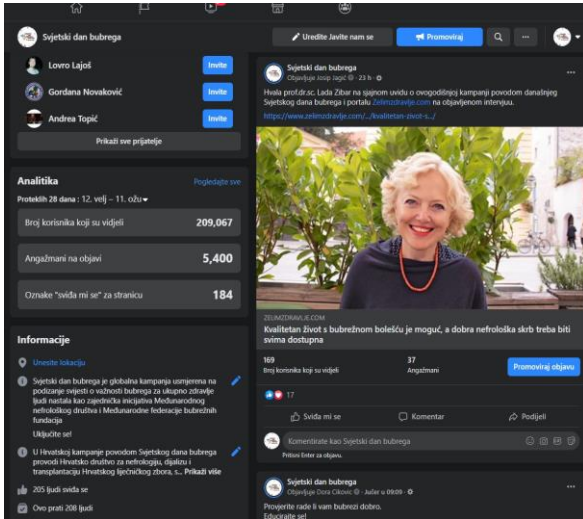 Svjetski dan bubrega
Uredite Javite nam se
Promoviraj
Lovro Lajoš
Invite
Gordana Novaković
Invite
Andrea Topić
Invite
Prikaži sve prijatelje
Analitika
Pogledajte sve
Proteklih 28 dana : 12. velj – 11. ožu
Broj korisnika koji su vidjeli
209,067
Angažmani na objavi
5,400
Oznake "sviđa mi se" za stranicu
184
Informacije
Unesite lokaciju
Svjetski dan bubrega je globalna kampanja usmjerena na
podizanje svijesti o važnosti bubrega za ukupno zdravlje
ljudi nastala kao zajednička inicijativa Međunarodnog
nefrološkog društva i Međunarodne federacije bubrežnih
fundacija
Uključite se!
U Hrvatskoj kampanje povodom Svjetskog dana bubrega
provodi Hrvatsko društvo za nefrologiju, dijalizu i
transplantaciju Hrvatskog liječničkog zbora, s... Prikaži više
205 ljudi sviđa se
Ovo prati 208 ljudi
Svjetski dan bubrega
Objavljuje Josip Jagić · 23 h ·
Hvala prof.dr.sc. Lada Zibar na sjajnom uvidu o ovogodišnjoj kampanji povodom današnjeg
Svjetskog dana bubrega i portalu Zelimzdravlje.com na objavljenom intervjuu.
https://www.zelimzdravlje.com/.../kvalitetan-zivot-s.../
ZELIMZDRAVLJE.COM
Kvalitetan život s bubrežnom bolešću je moguć, a dobra nefrološka skrb treba biti
svima dostupna
169
Broj korisnika koji su vidjeli
37
Angažmani
Promoviraj objavu
17
Sviđa mi se
Komentar
Podijeli
Komentirate kao Svjetski dan bubrega
Pritisni Enter za objavu.
Svjetski dan bubrega
Objavljuje Dora Cikovic · Jučer u 09:09 ·
Provjerite rade li vam bubrezi dobro.
Educirajte se!